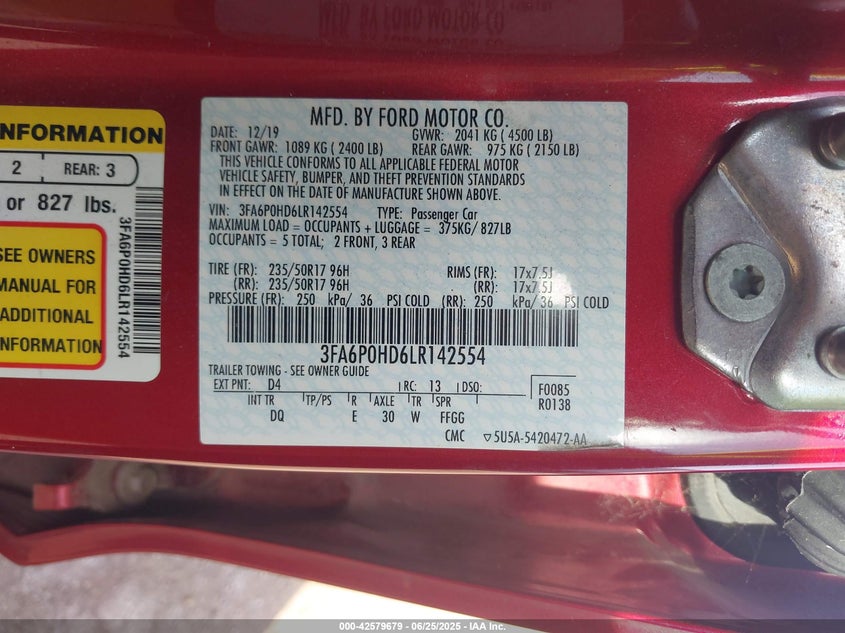 MFD. BY FORD MOTOR CO.
DATE: 12/19 GVWR: 2041 KG ( 4500 LB)
FRONT GAWR: 1089 KG ( 2400 LB) REAR GAWR: 975 KG ( 2150 LB)
THIS VEHICLE CONFORMS TO ALL APPLICABLE FEDERAL MOTOR
VEHICLE SAFETY, BUMPER, AND THEFT PREVENTION STANDARDS
IN EFFECT ON THE DATE OF MANUFACTURE SHOWN ABOVE.
VIN: 3FA6P0HD6LR142554 TYPE: Passenger Car
MAXIMUM LOAD = OCCUPANTS + LUGGAGE = 375KG/ 827LB
OCCUPANTS = 5 TOTAL; 2 FRONT, 3 REAR
TIRE (FR): 235/50R17 96H RIMS (FR): 17x7.5J
(RR): 235/50R17 96H (RR): 17x7.5J
PRESSURE (FR): 250 kPa/ 36 PSI COLD (RR): 250 kPa/ 36 PSI COLD
3FA6P0HD6LR142554
TRAILER TOWING - SEE OWNER GUIDE
EXT PNT: D4 RC: 13 DSO: F0085
INT TR TP/PS R AXLE TR SPR R0138
DQ E 30 W FFGG
CMC ▽5U5A-5420472-AA
NFORMATION
2 REAR: 3
or 827 lbs.
SEE OWNERS
MANUAL FOR
ADDITIONAL
INFORMATION
3FA6P0HD6LR142554
000-42579679 - 06/25/2025 - IAA Inc.